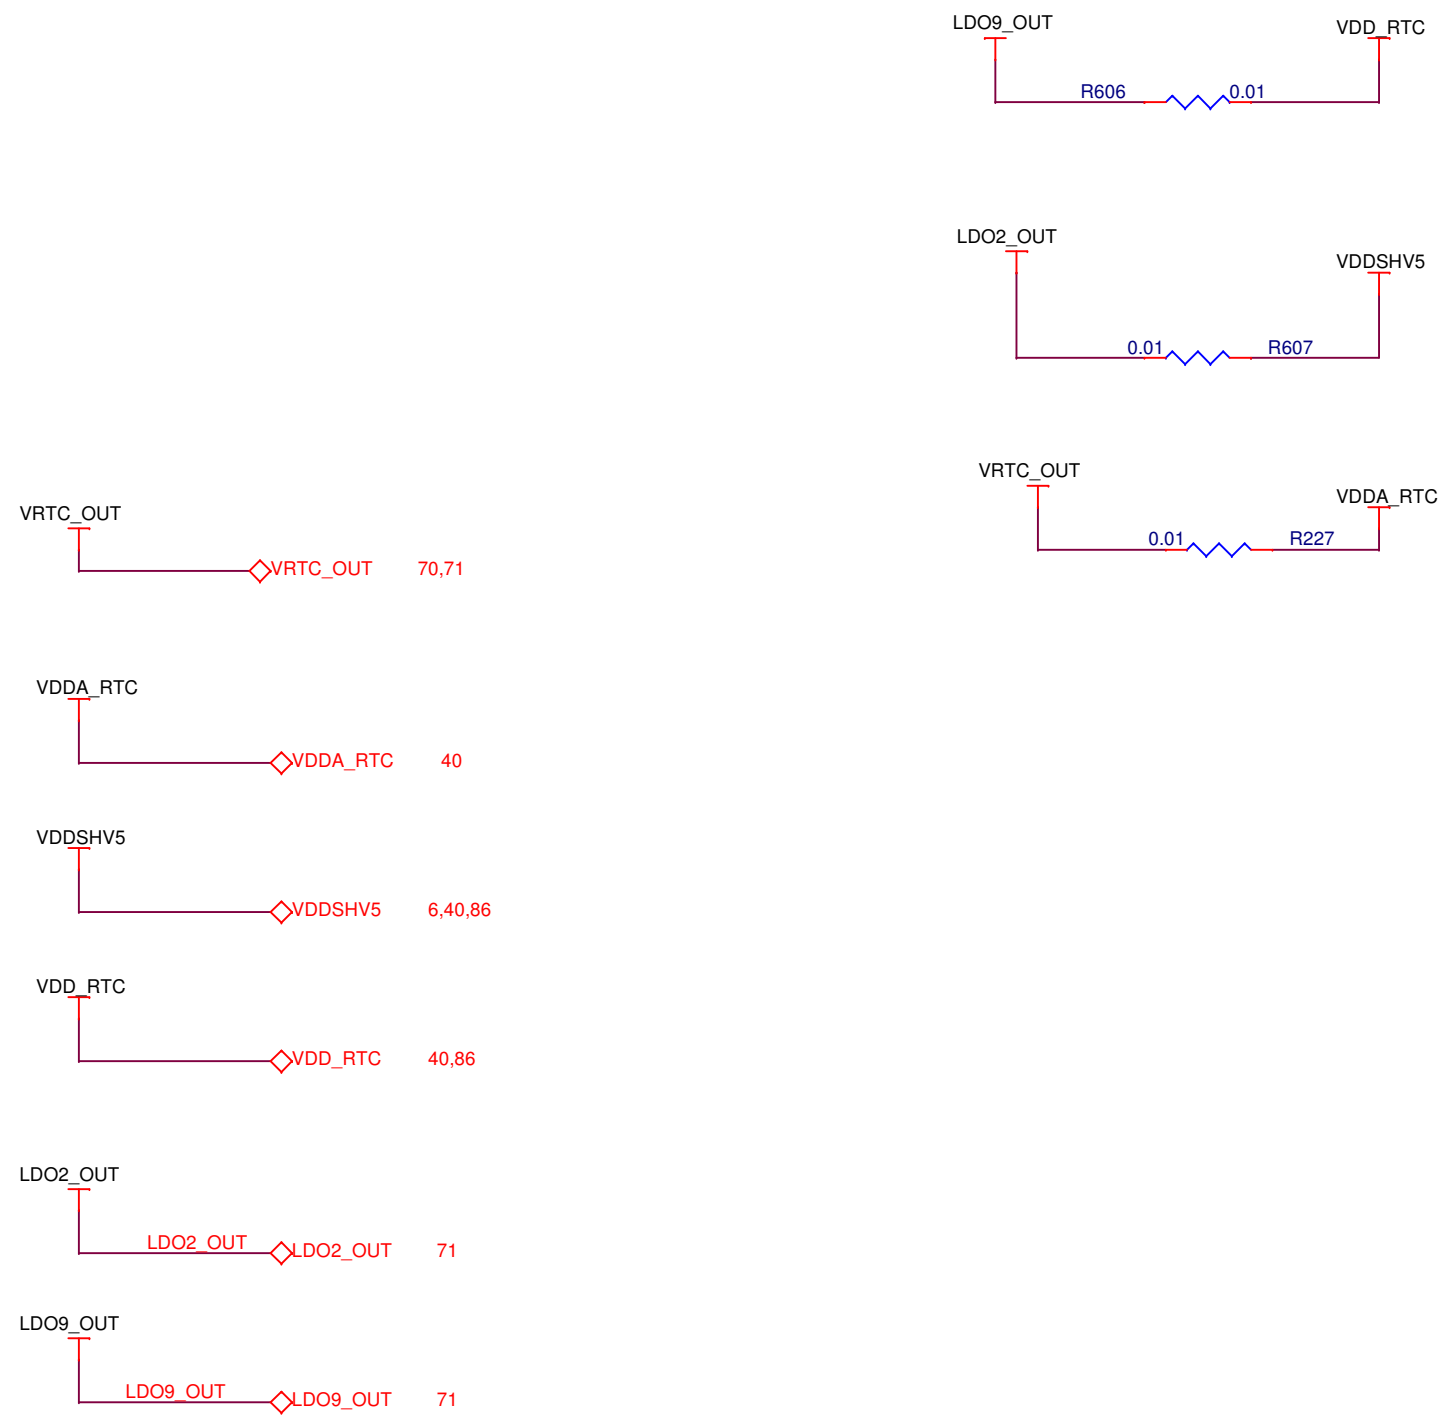 LDO9_OUT
VDD_RTC
R606
0.01
LDO2_OUT
VDDSHV5
0.01
R607
VRTC_OUT
VDDA_RTC
0.01
R227
VRTC_OUT
VRTC_OUT 70,71
VDDA_RTC
VDDA_RTC 40
VDDSHV5
VDDSHV5 6,40,86
VDD_RTC
VDD_RTC 40,86
LDO2_OUT
LDO2_OUT
LDO2_OUT 71
LDO9_OUT
LDO9_OUT
LDO9_OUT 71